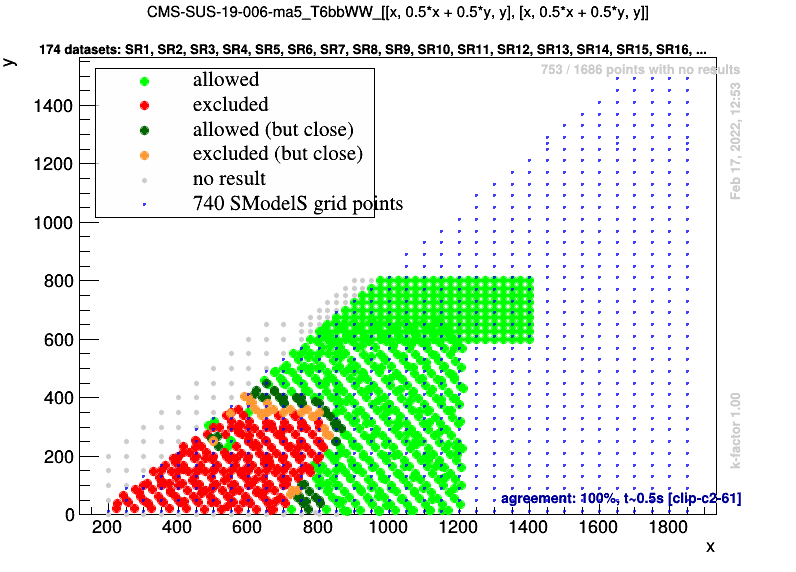 CMS-SUS-19-006-ma5_T6bbWW_[[x, 0.5*x + 0.5*y, y], [x, 0.5*x + 0.5*y, y]]
174 datasets: SR1, SR2, SR3, SR4, SR5, SR6, SR7, SR8, SR9, SR10, SR11, SR12, SR13, SR14, SR15, SR16, ...
y
753 / 1686 points with no results
allowed
excluded
allowed (but close)
excluded (but close)
no result
740 SModelS grid points
Feb 17, 2022, 12:53
k-factor 1.00
1400
1200
1000
800
600
400
200
0
agreement: 100%, t~0.5s [clip-c2-61]
200 400 600 800 1000 1200 1400 1600 1800
x